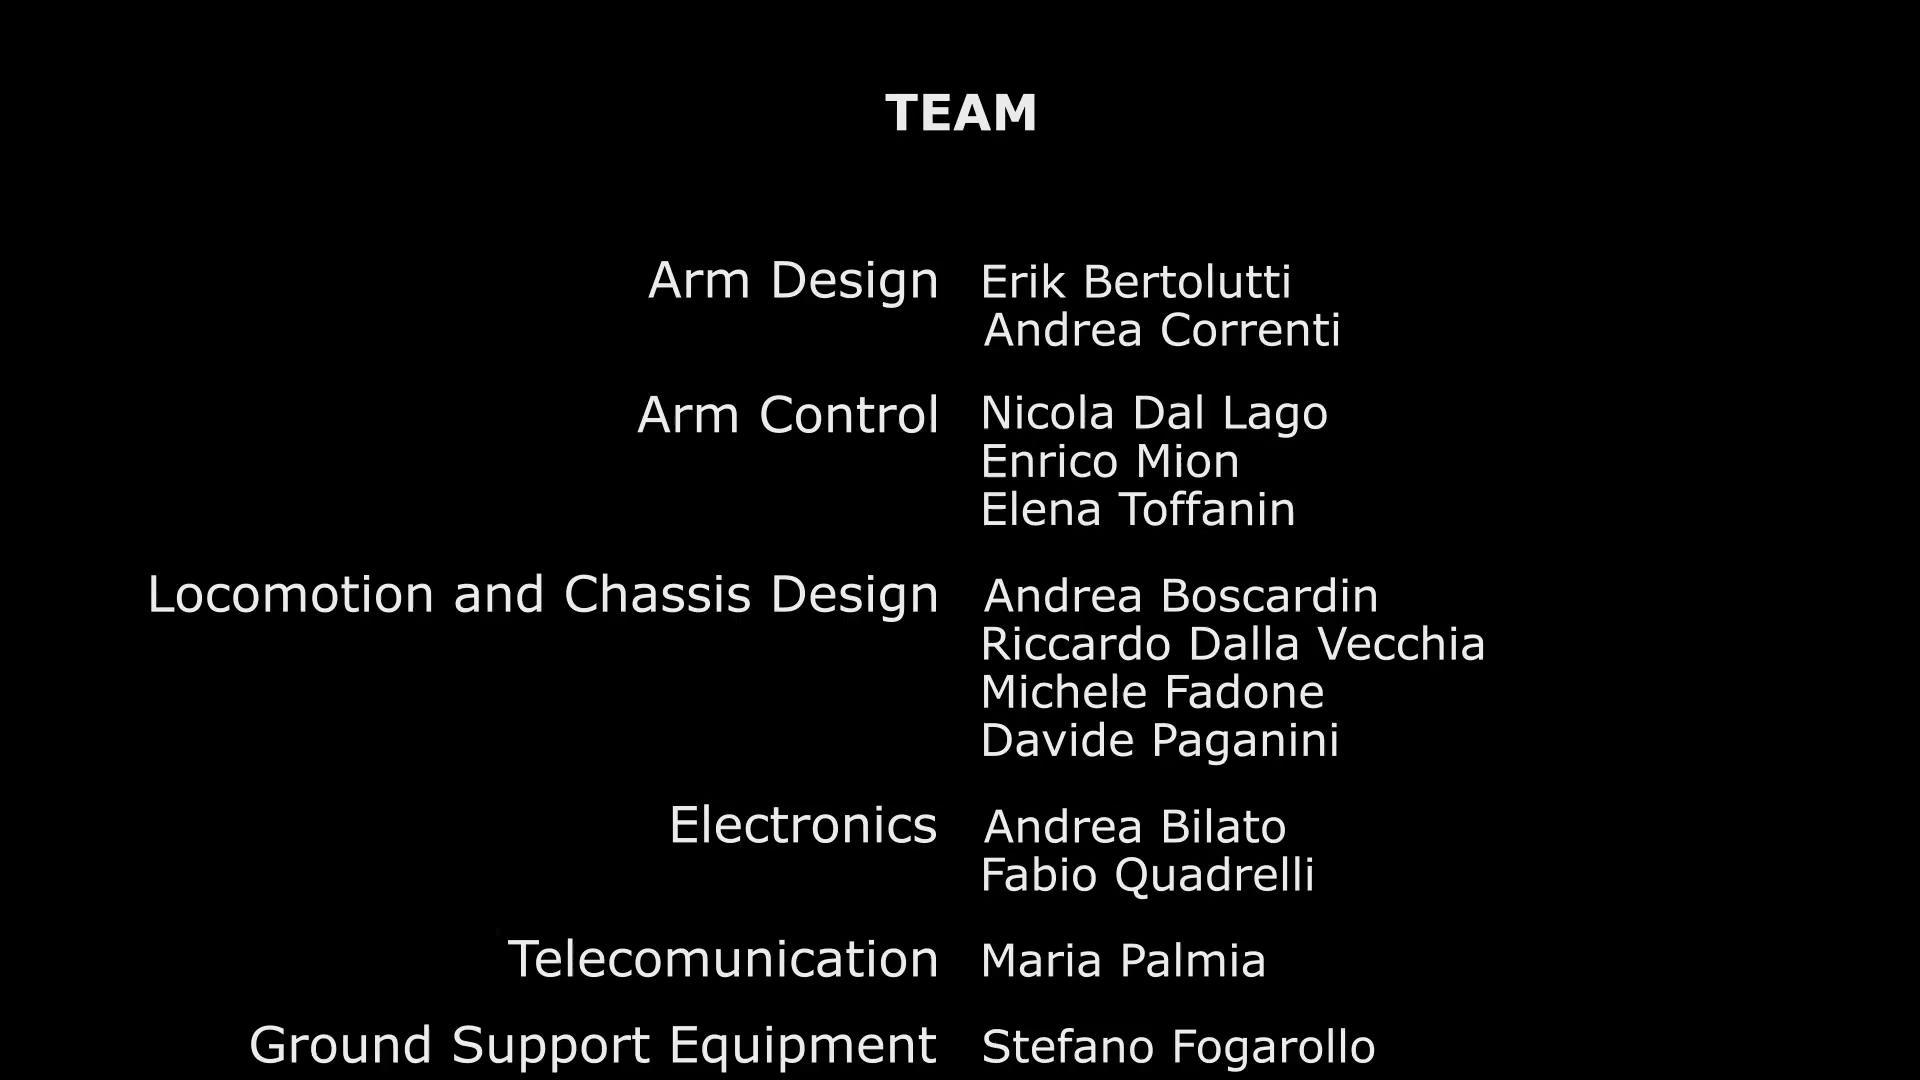 TEAM
Arm Design Erik Bertolutti
Andrea Correnti
Arm Control Nicola Dal Lago
Enrico Mion
Elena Toffanin
Locomotion and Chassis Design Andrea Boscardin
Riccardo Dalla Vecchia
Michele Fadone
Davide Paganini
Electronics Andrea Bilato
Fabio Quadrelli
Telecomunication Maria Palmia
Ground Support Equipment Stefano Fogarollo